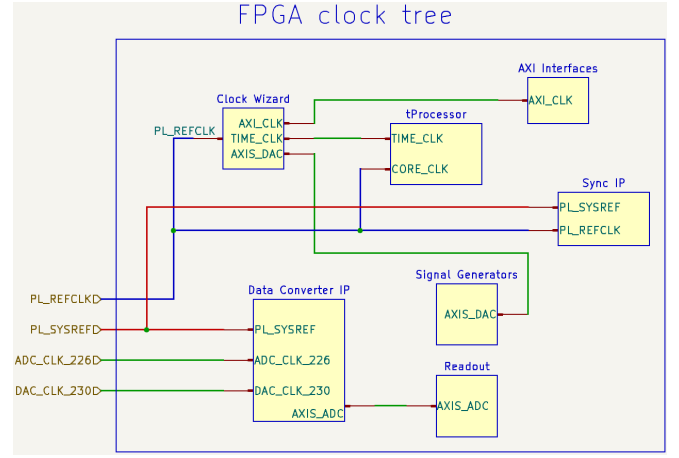 FPGA clock tree
AXI Interfaces
AXI_CLK
Clock Wizard
PL_REFCLK
AXI_CLK
TIME_CLK
AXIS_DAC
tProcessor
TIME_CLK
CORE_CLK
Sync IP
PL_SYSREF
PL_REFCLK
Signal Generators
AXIS_DAC
Data Converter IP
PL_SYSREF
ADC_CLK_226
DAC_CLK_230
AXIS_ADC
PL_REFCLK
PL_SYSREF
ADC_CLK_226
DAC_CLK_230
Readout
AXIS_ADC